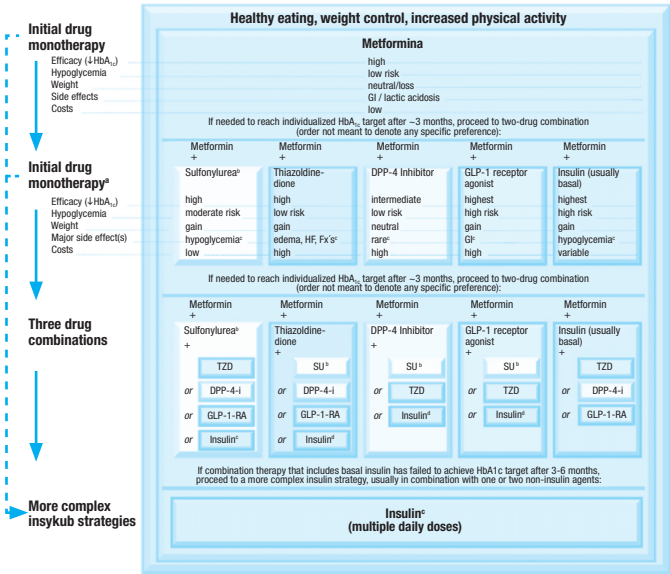 Healthy eating, weight control, increased physical activity
Initial drug
monotherapy
Metformina
Efficacy (↓HbA1c) high
Hypoglycemia low risk
Weight neutral/loss
Side effects GI / lactic acidosis
Costs low
If needed to reach individualized HbA1c target after ~3 months, proceed to two-drug combination
(order not meant to denote any specific preference):
Metformin Metformin Metformin Metformin Metformin
+ + + + +
Initial drug
monotherapyª
Sulfonylureaᵇ Thiazoldine- DPP-4 Inhibitor GLP-1 receptor Insulin (usually
dione agonist basal)
Efficacy (↓HbA1c) high high intermediate highest highest
Hypoglycemia moderate risk low risk low risk high risk high risk
Weight gain gain neutral gain gain
Major side effect(s) hypoglycemiaᶜ edema, HF, Fx´sᶜ rareᶜ GIᶜ hypoglycemiaᶜ
Costs low high high high variable
If needed to reach individualized HbA1c target after ~3 months, proceed to two-drug combination
(order not meant to denote any specific preference):
Metformin Metformin Metformin Metformin Metformin
+ + + + +
Three drug
combinations
Sulfonylureaᵇ Thiazoldine- DPP-4 Inhibitor GLP-1 receptor Insulin (usually
+ dione + agonist basal)
+ + +
TZD SU ᵇ SU ᵇ SU ᵇ TZD
or DPP-4-i or DPP-4-i or TZD or TZD or DPP-4-i
or GLP-1-RA or GLP-1-RA or Insulinᵈ or Insulinᵈ or GLP-1-RA
or Insulinᶜ or Insulinᵈ
If combination therapy that includes basal insulin has failed to achieve HbA1c target after 3-6 months,
proceed to a more complex insulin strategy, usually in combination with one or two non-insulin agents:
More complex
insykub strategies
Insulinᶜ
(multiple daily doses)